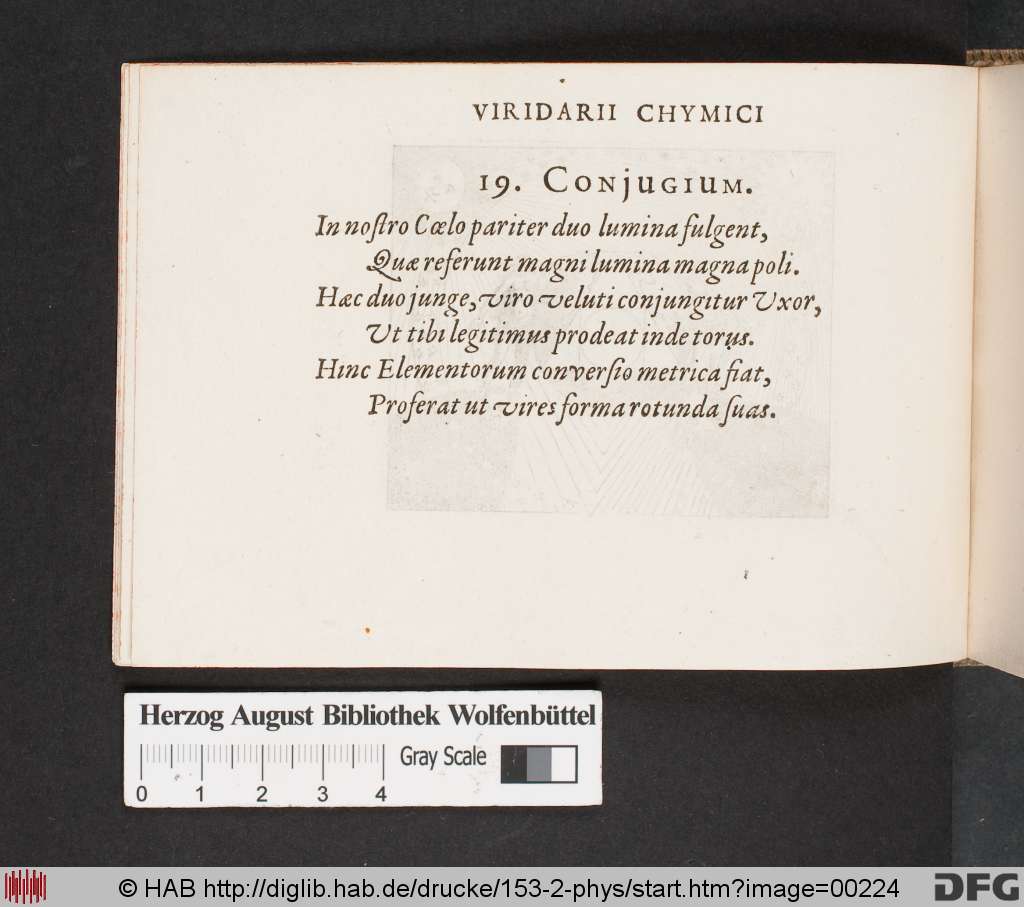 VIRIDARII CHYMICI
19. CONJUGIUM.
In nostro Cœlo pariter duo lumina fulgent,
Quæ referunt magni lumina magna poli.
Hæc duo junge, viro veluti conjungitur Uxor,
Ut tibi legitimus prodeat inde torus.
Hinc Elementorum conversio metrica fiat,
Proferat ut vires forma rotunda suas.
Herzog August Bibliothek Wolfenbüttel
Gray Scale
0 1 2 3 4
© HAB http://diglib.hab.de/drucke/153-2-phys/start.htm?image=00224
DFG